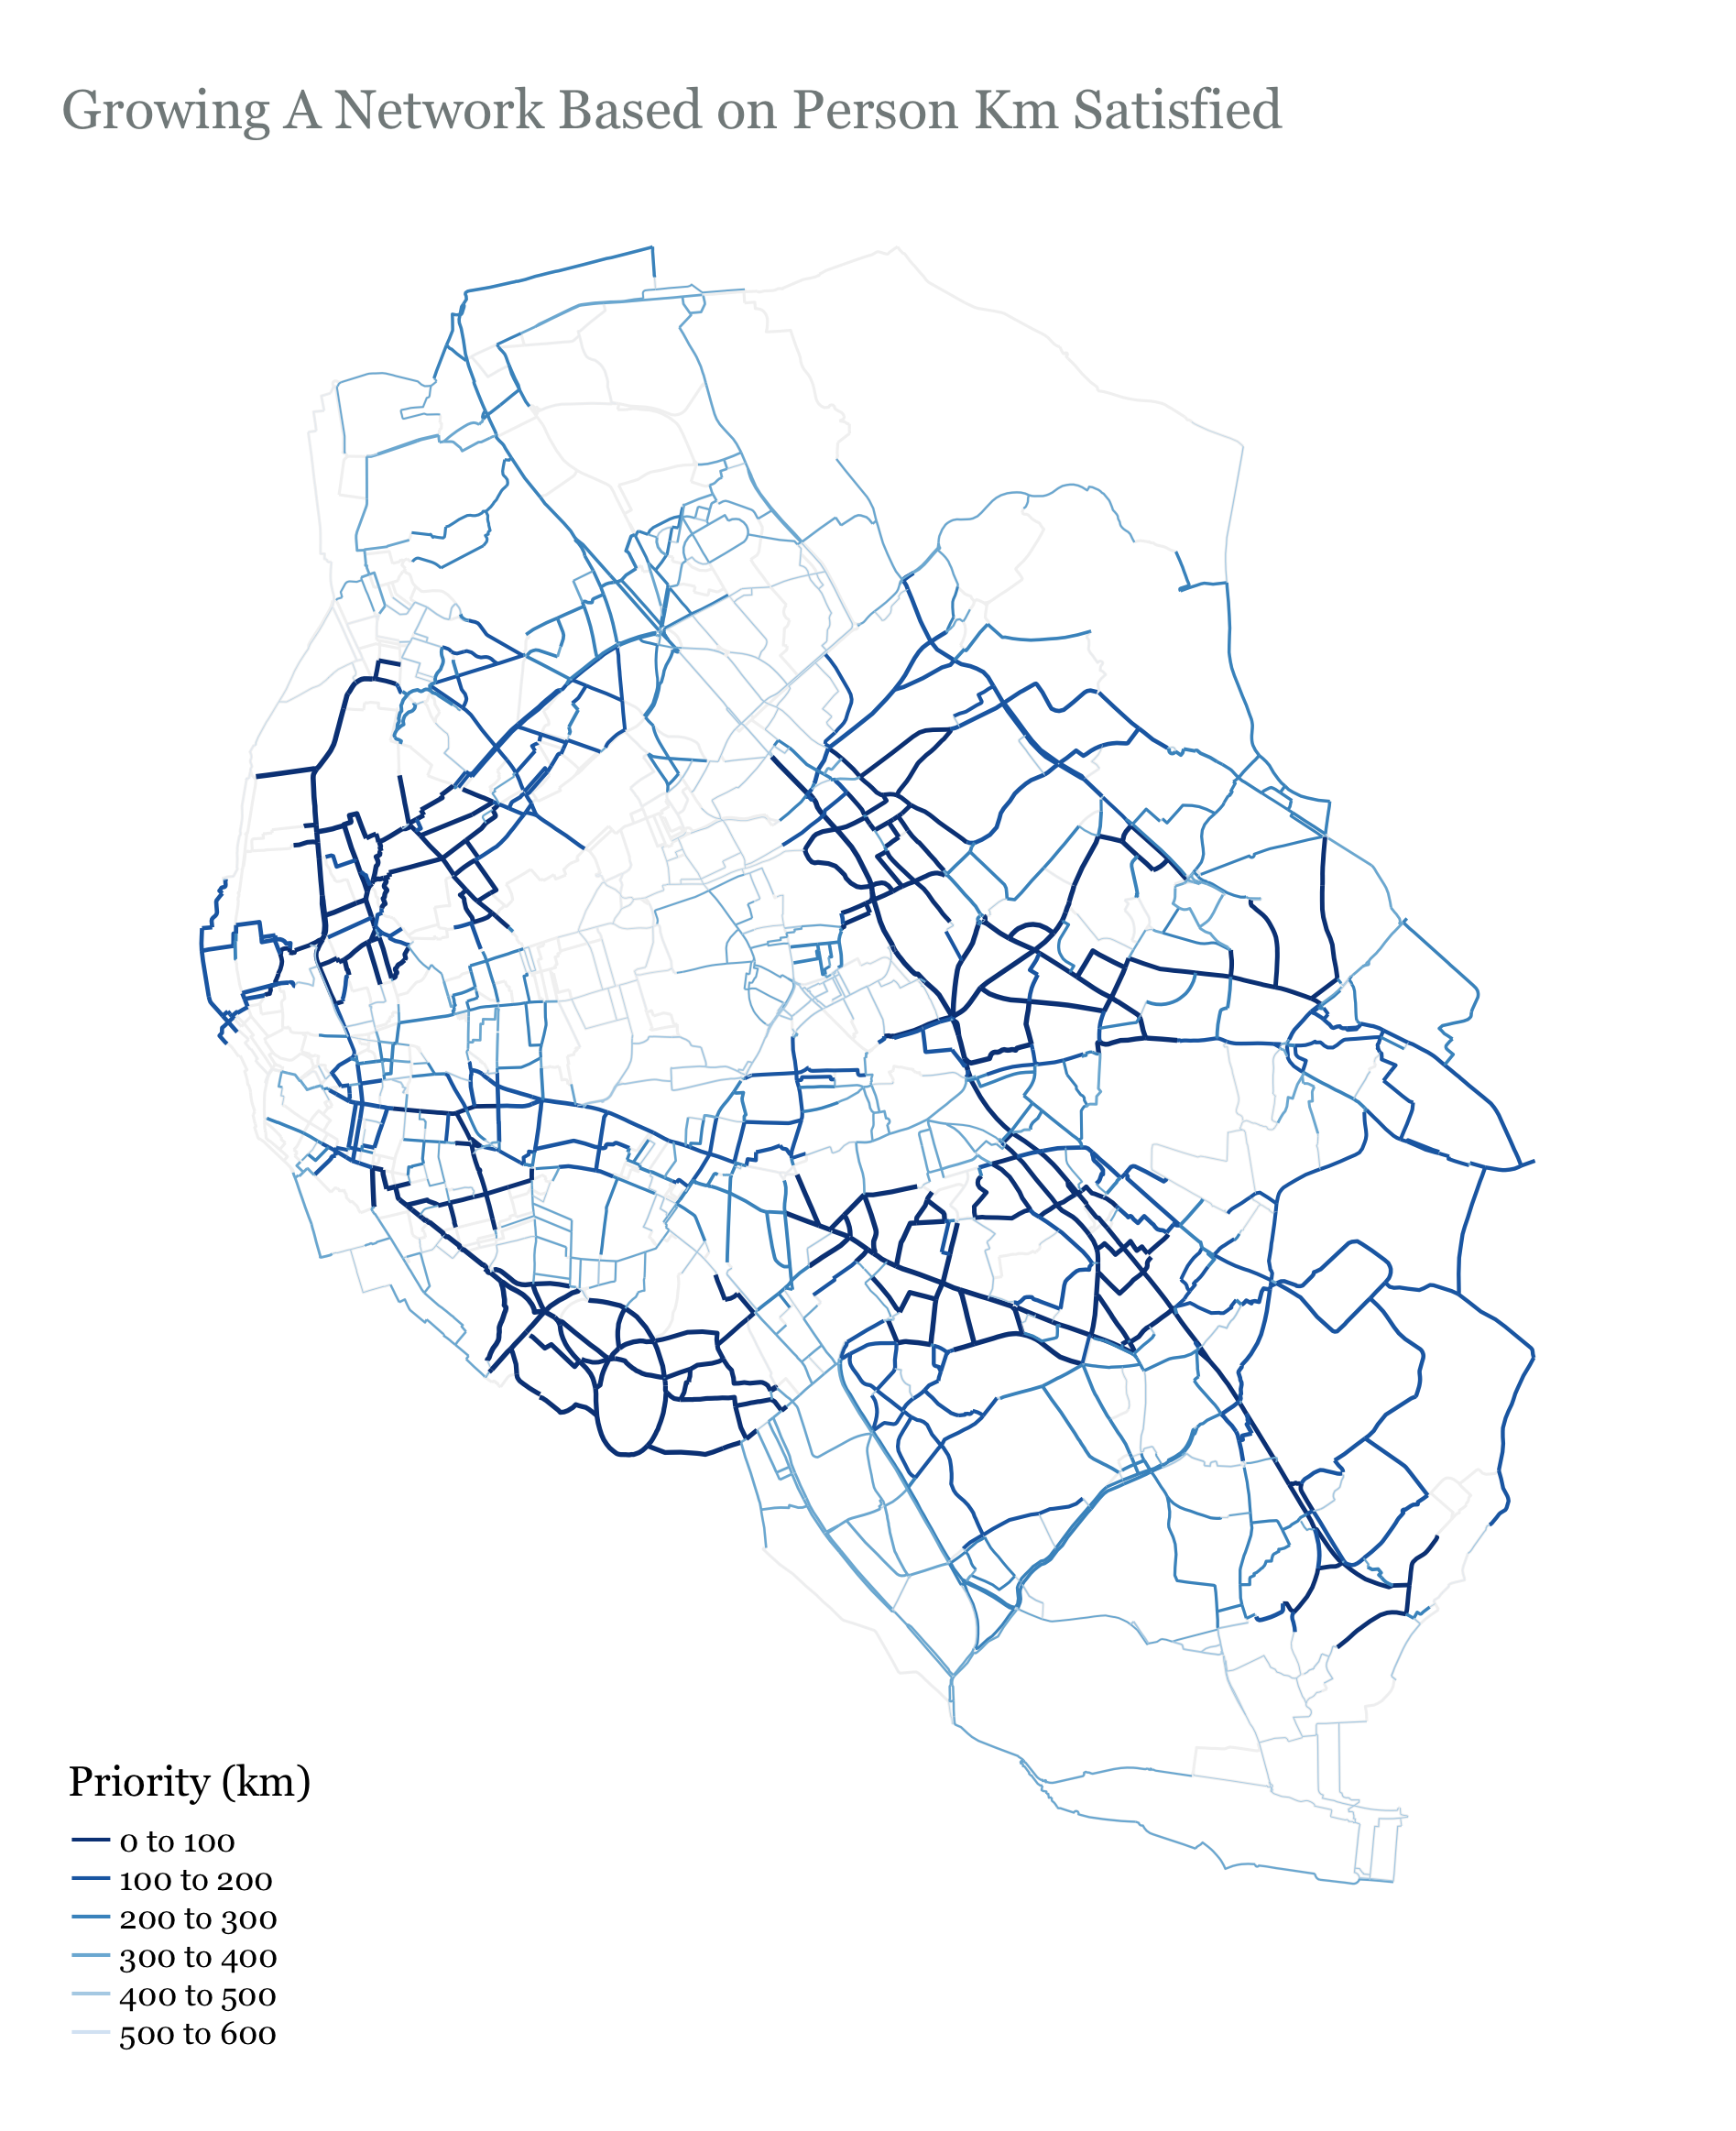 Growing A Network Based on Person Km Satisfied
Priority (km)
0 to 100
100 to 200
200 to 300
300 to 400
400 to 500
500 to 600